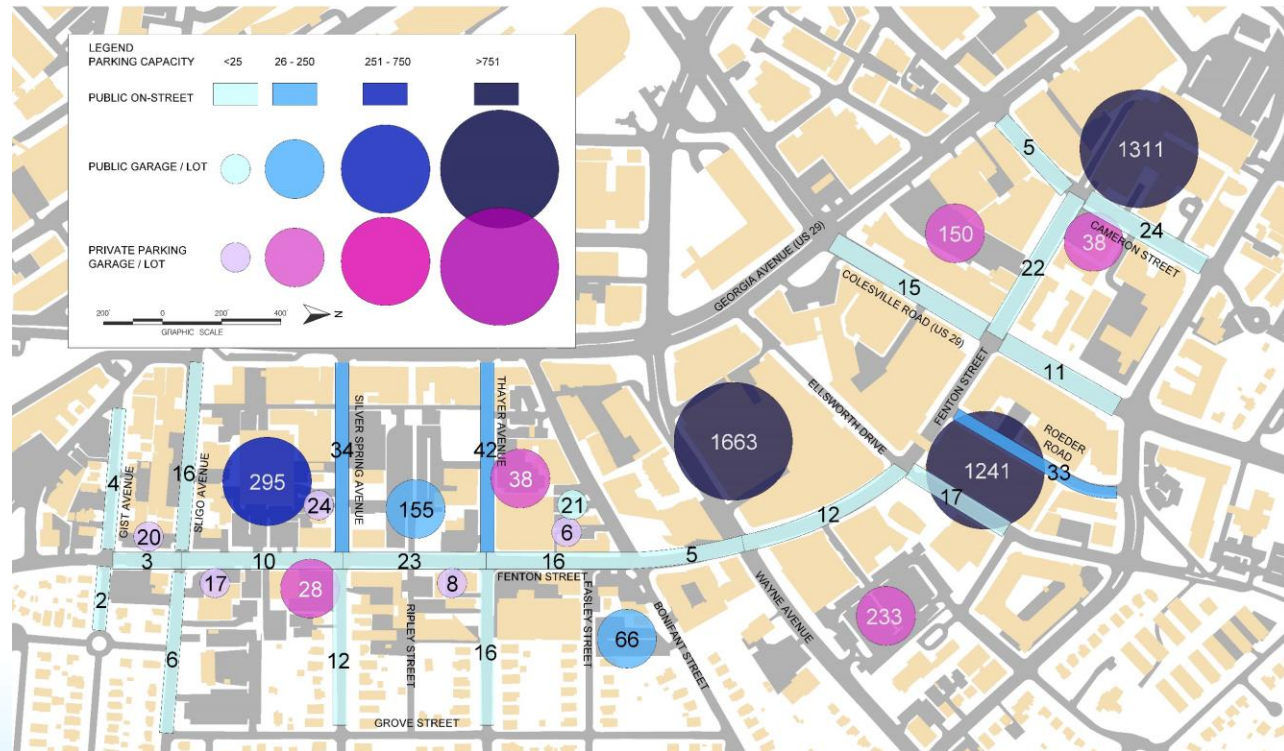 LEGEND
PARKING CAPACITY <25 26 - 250 251 - 750 >751
PUBLIC ON-STREET
PUBLIC GARAGE / LOT
PRIVATE PARKING
GARAGE / LOT
200' 0 200' 400'
GRAPHIC SCALE
N
1311
5
24
CAMERON STREET
150
38
22
GEORGIA AVENUE (US 29)
15
COLESVILLE ROAD (US 29)
FENTON STREET
11
ELLSWORTH DRIVE
ROEDER
ROAD
33
1663
1241
17
12
5
WAYNE AVENUE
233
4
GIST AVENUE
16
SLIGO AVENUE
295
24
34
SILVER SPRING AVENUE
155
42
THAYER AVENUE
38
21
6
20
3
10
23
16
FENTON STREET
17
28
8
2
6
12
RIPLEY STREET
16
EASLEY STREET
66
BONIFANT STREET
GROVE STREET